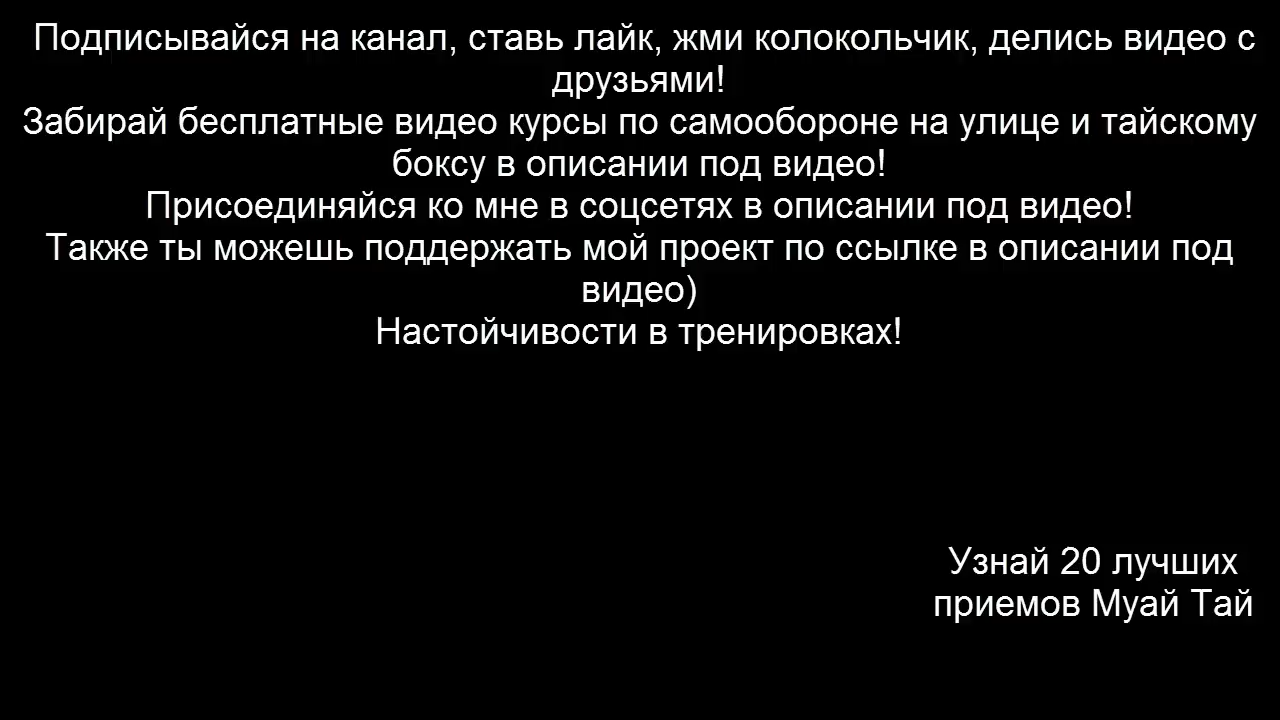 Подписывайся на канал, ставь лайк, жми колокольчик, делись видео с
друзьями!
Забирай бесплатные видео курсы по самообороне на улице и тайскому
боксу в описании под видео!
Присоединяйся ко мне в соцсетях в описании под видео!
Также ты можешь поддержать мой проект по ссылке в описании под
видео)
Настойчивости в тренировках!
Узнай 20 лучших
приемов Муай Тай